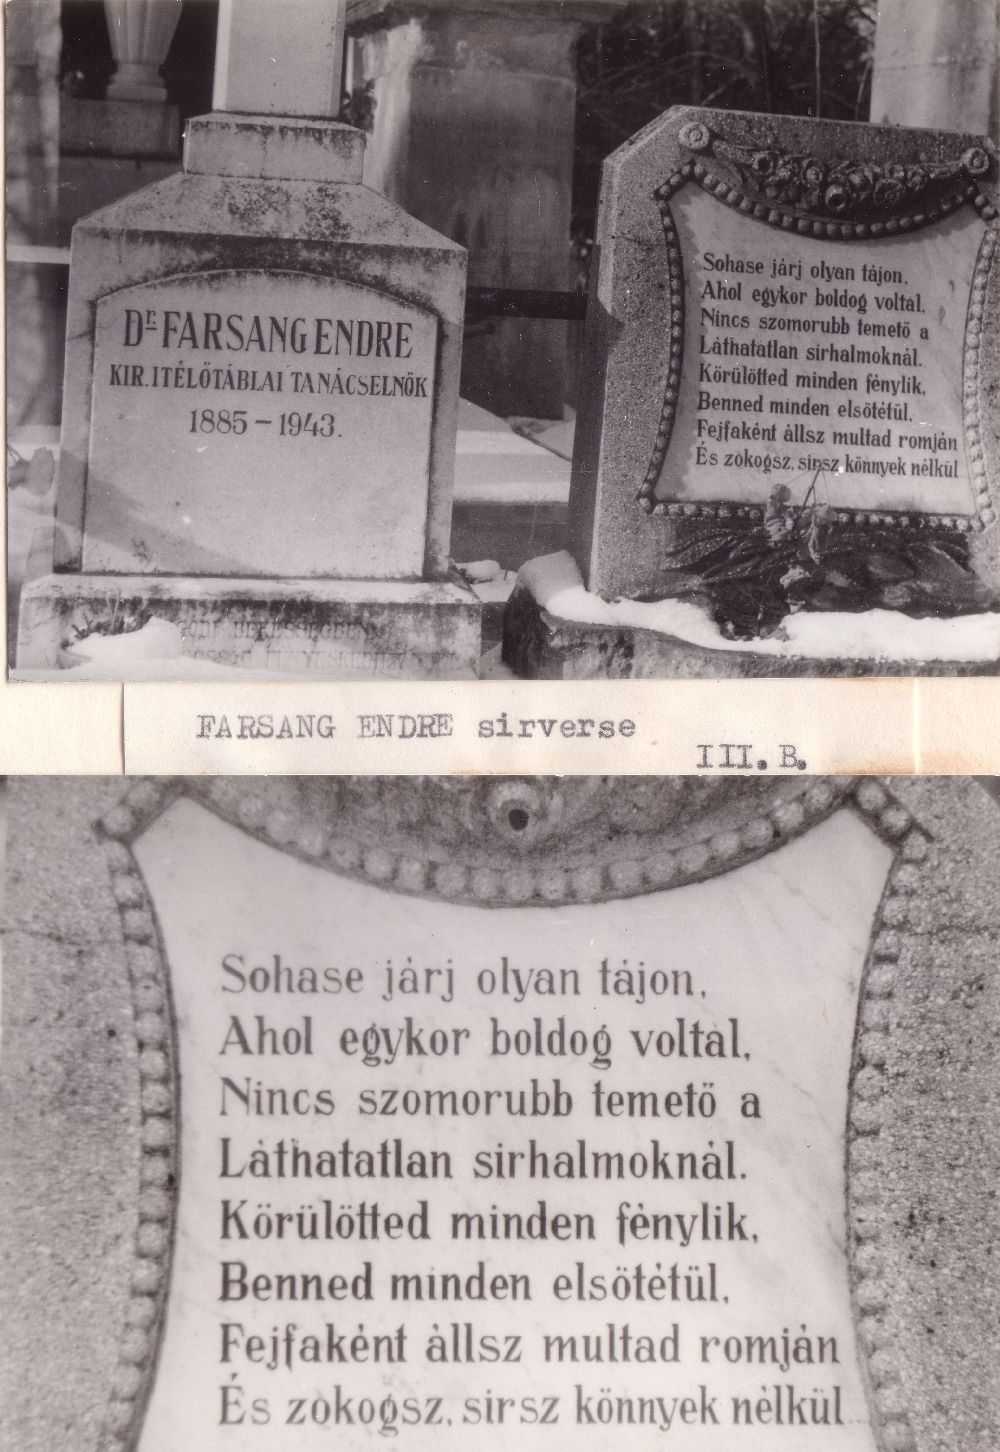 Dr. FARSANG ENDRE
KIR. ITÉLŐTÁBLAI TANÁCSELNÖK
1885 – 1943.
Sohase járj olyan tájon,
Ahol egykor boldog voltál,
Nincs szomorubb temető a
Láthatatlan sirhalmoknál.
Körülötted minden fénylik,
Benned minden elsötétül,
Fejfaként állsz multad romján
És zokogsz, sirsz könnyek nélkül
FARSANG ENDRE sirverse
III. B.
Sohase járj olyan tájon,
Ahol egykor boldog voltál,
Nincs szomorubb temető a
Láthatatlan sirhalmoknál.
Körülötted minden fénylik,
Benned minden elsötétül,
Fejfaként állsz multad romján
És zokogsz, sirsz könnyek nélkül...